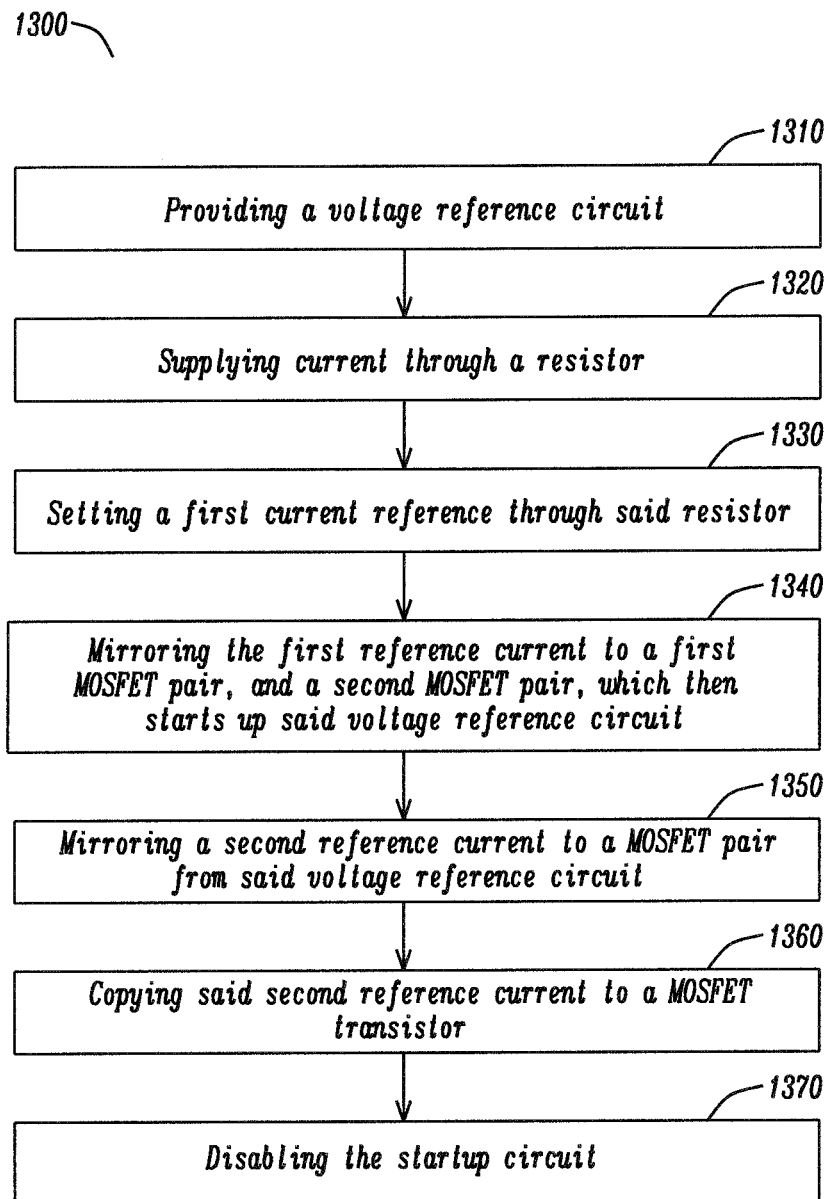 1300
1310
Providing a voltage reference circuit
1320
Supplying current through a resistor
1330
Setting a first current reference through said resistor
1340
Mirroring the first reference current to a first
MOSFET pair, and a second MOSFET pair, which then
starts up said voltage reference circuit
1350
Mirroring a second reference current to a MOSFET pair
from said voltage reference circuit
1360
Copying said second reference current to a MOSFET
transistor
1370
Disabling the startup circuit